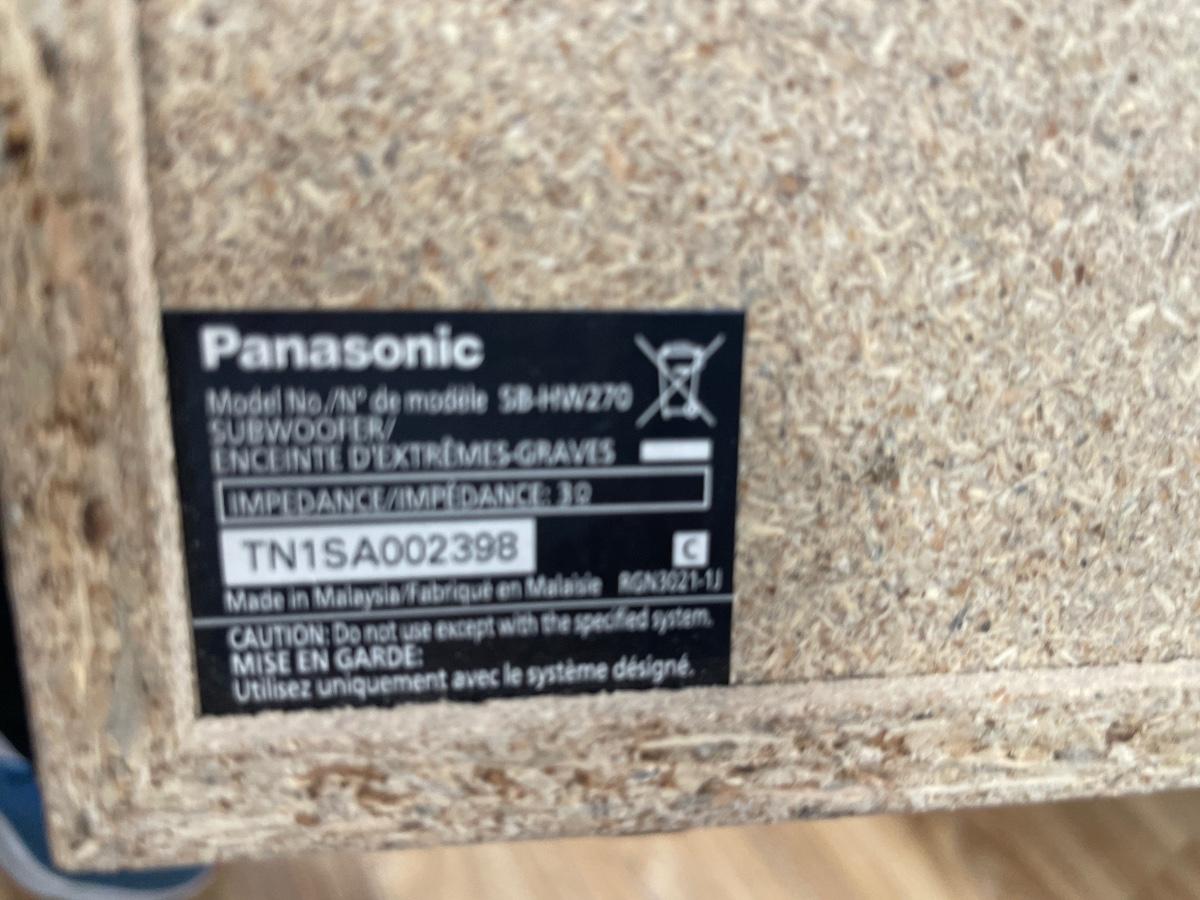 Panasonic
Model No./N° de modèle SB-HW270
SUBWOOFER/
ENCEINTE D'EXTRÊMES-GRAVES
IMPEDANCE/IMPÉDANCE: 3Ω
TN1SA002398
C
Made in Malaysia/Fabriqué en Malaisie RGN3021-1J
CAUTION: Do not use except with the specified system.
MISE EN GARDE:
Utilisez uniquement avec le système désigné.